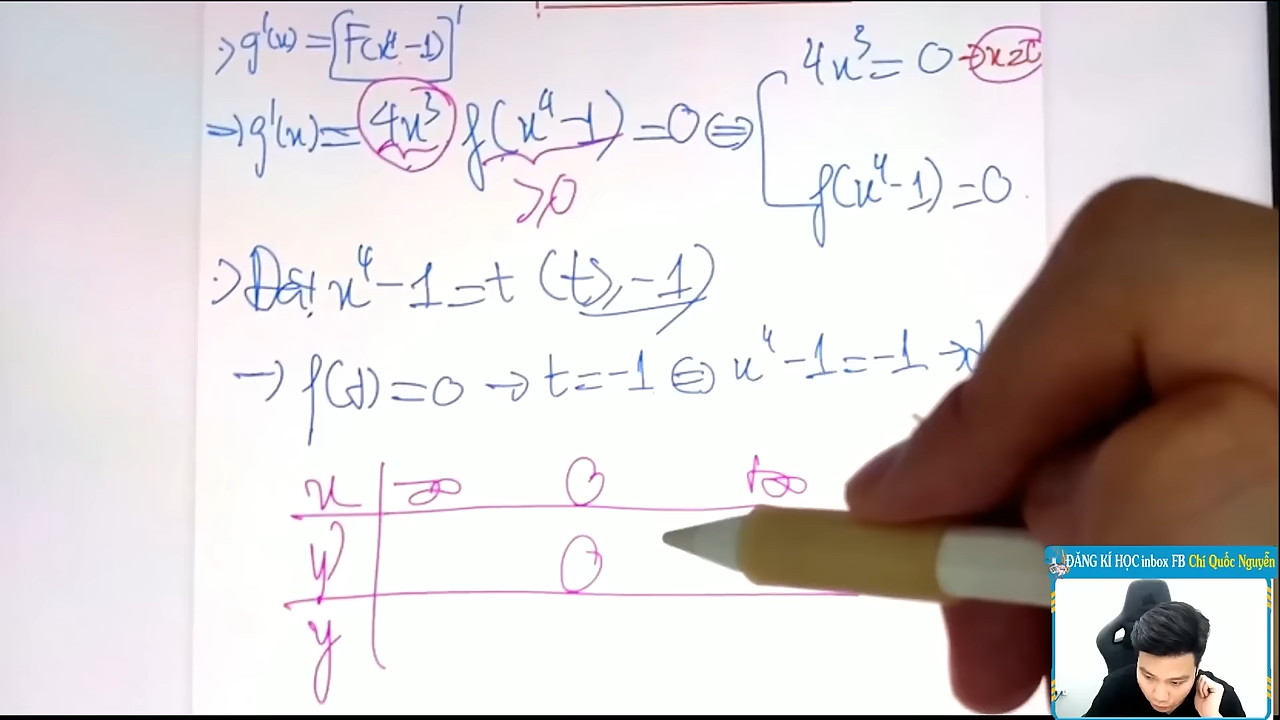 :) g'(x) = [F(x⁴-1)]'
4x³ = 0 → x=0
=> g'(x) = 4x³ f(x⁴-1) = 0 ⇔
≥0
f(x⁴-1) = 0
:) Đặt x⁴-1 = t (t ≥ -1)
→ f(t) = 0 → t = -1 ⇔ x⁴-1 = -1 → x
x -∞ 0 +∞
y' 0
y
ĐĂNG KÍ HỌC inbox FB Chí Quốc Nguyễn